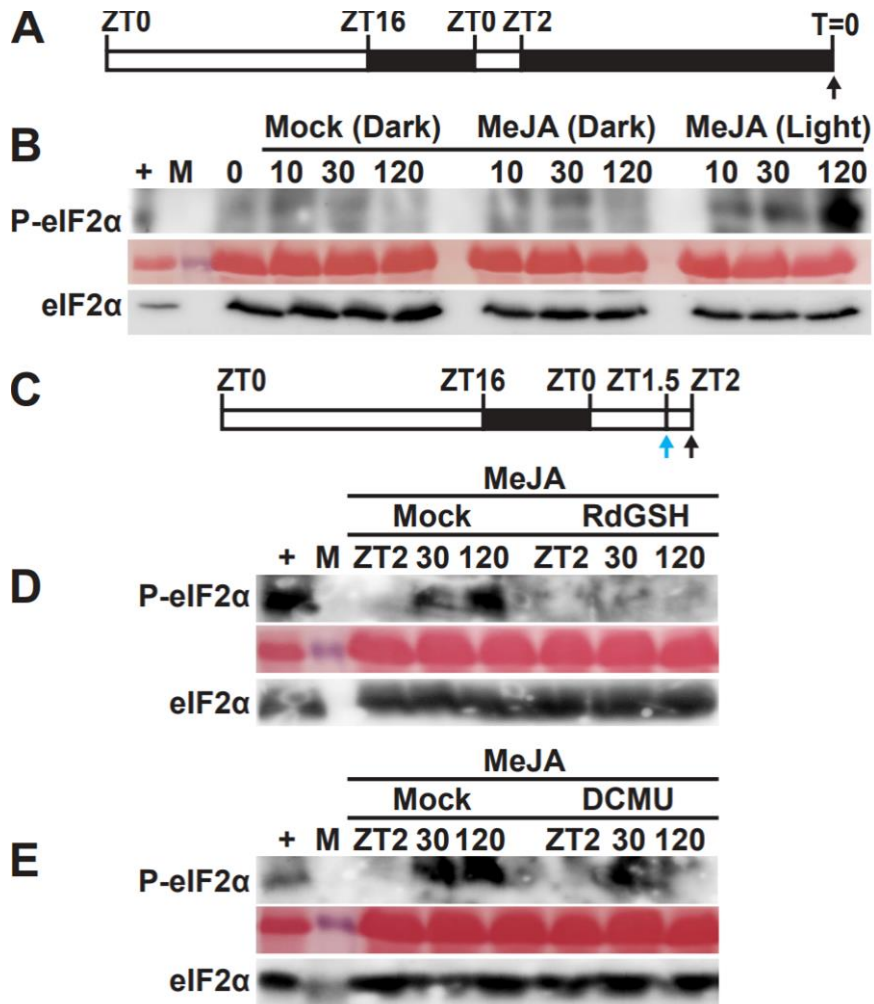 A
ZT0 ZT16 ZT0 ZT2 T=0
B
Mock (Dark) MeJA (Dark) MeJA (Light)
+ M 0 10 30 120 10 30 120 10 30 120
P-eIF2α
eIF2α
C
ZT0 ZT16 ZT0 ZT1.5 ZT2
D
MeJA
Mock RdGSH
+ M ZT2 30 120 ZT2 30 120
P-eIF2α
eIF2α
E
MeJA
Mock DCMU
+ M ZT2 30 120 ZT2 30 120
P-eIF2α
eIF2α